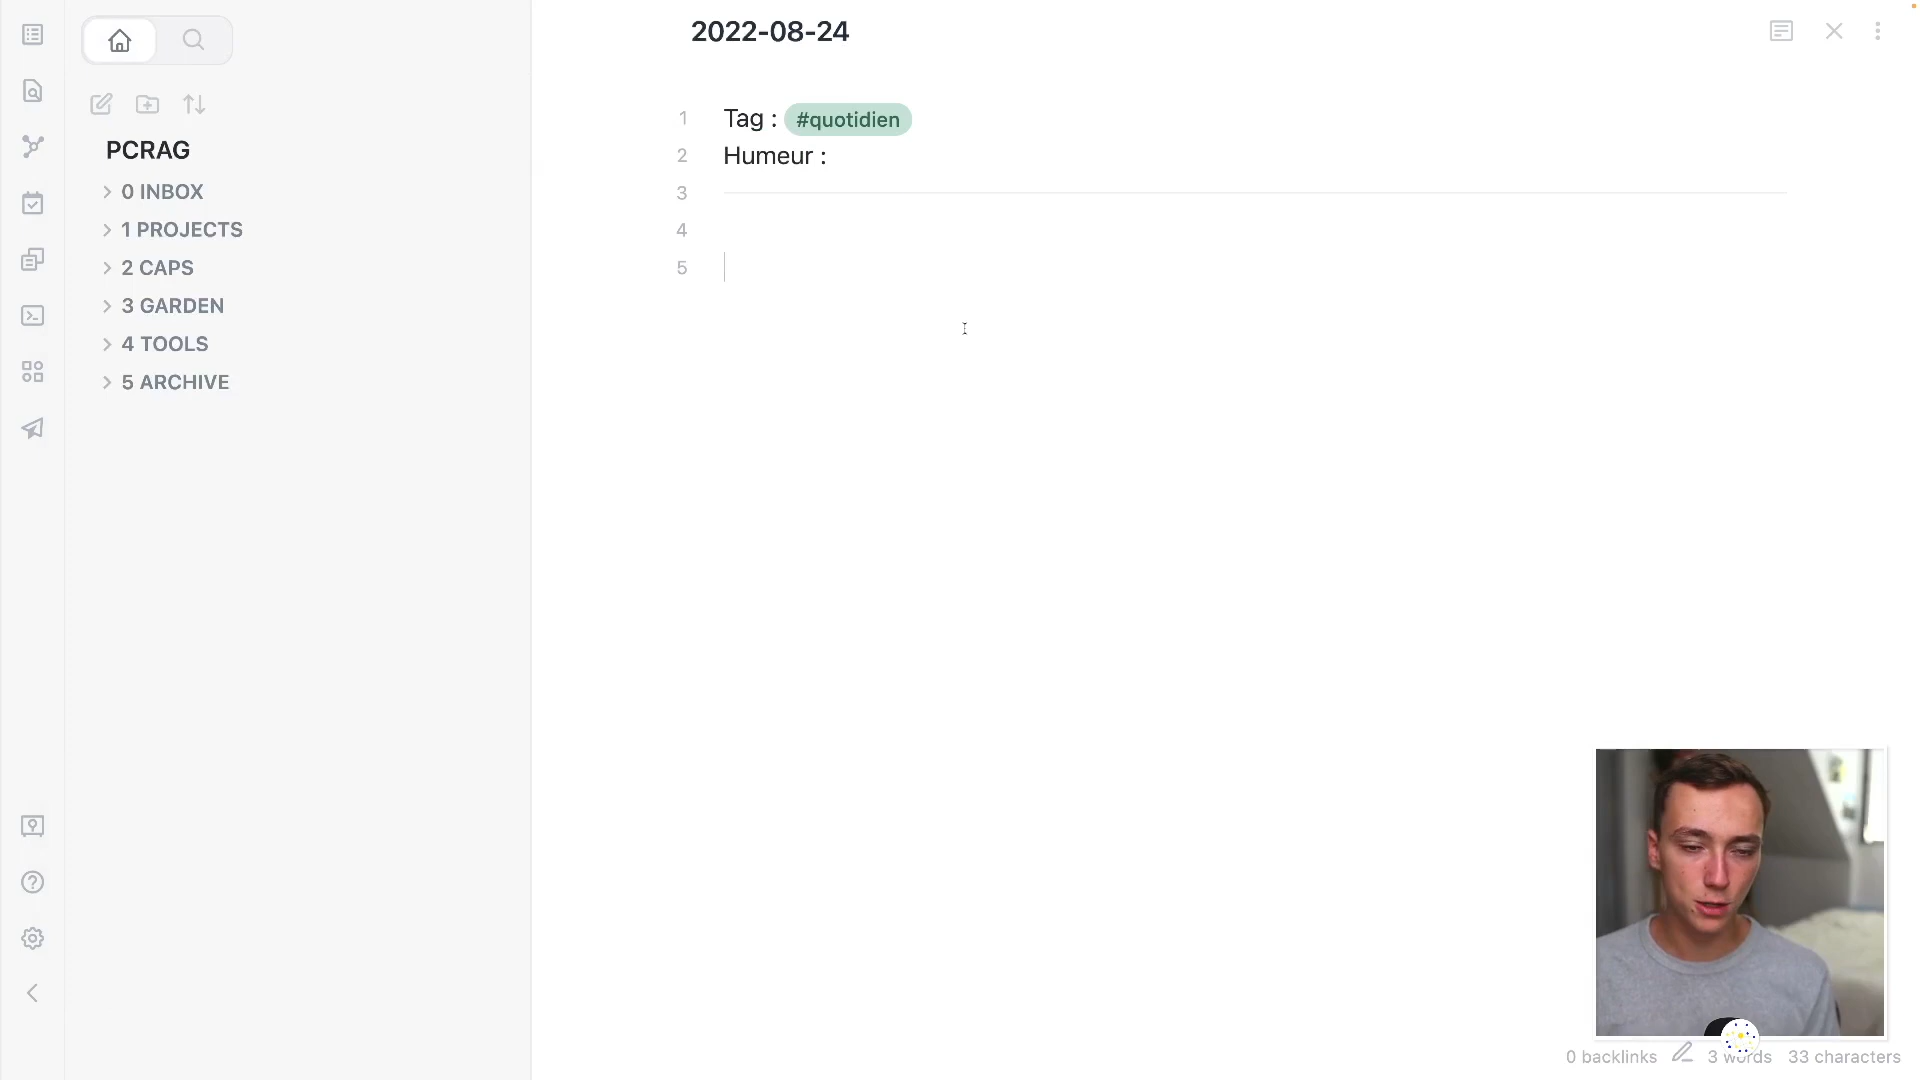 2022-08-24
PCRAG
0 INBOX
1 PROJECTS
2 CAPS
3 GARDEN
4 TOOLS
5 ARCHIVE
1 Tag : #quotidien
2 Humeur :
3
4
5
0 backlinks 3 words 33 characters